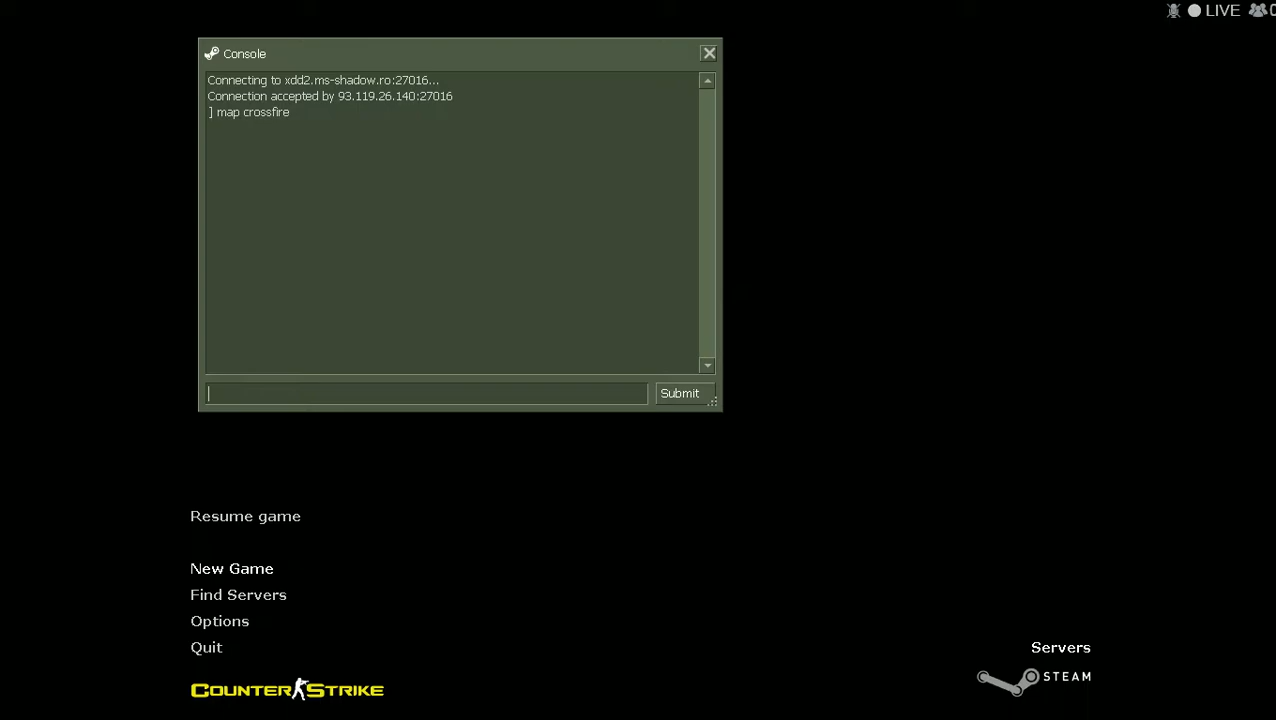 LIVE 0
Console
Connecting to xdd2.ms-shadow.ro:27016...
Connection accepted by 93.119.26.140:27016
] map crossfire
Submit
Resume game
New Game
Find Servers
Options
Quit
Servers
COUNTER STRIKE
STEAM